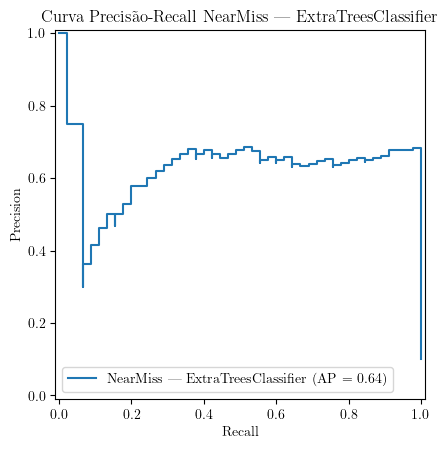 Curva Precisão-Recall NearMiss — ExtraTreesClassifier
1.0
0.8
0.6
0.4
0.2
0.0
Precision
NearMiss — ExtraTreesClassifier (AP = 0.64)
0.0 0.2 0.4 0.6 0.8 1.0
Recall